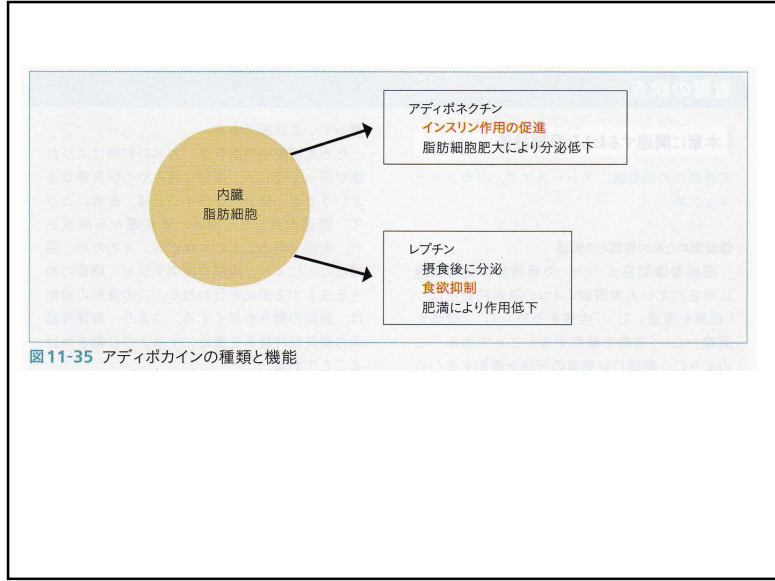 アディポネクチン
インスリン作用の促進
脂肪細胞肥大により分泌低下
内臓
脂肪細胞
レプチン
摂食後に分泌
食欲抑制
肥満により作用低下
図11-35 アディポカインの種類と機能